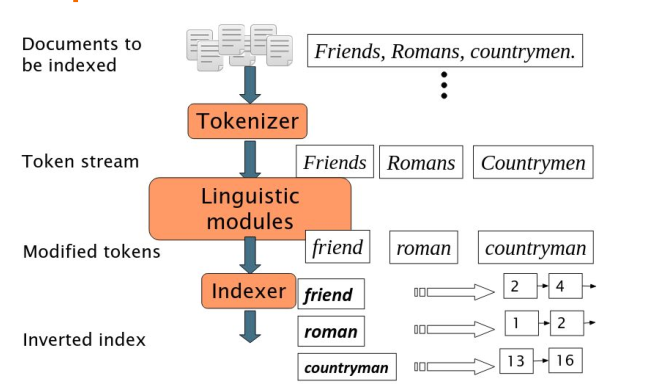 Documents to
be indexed
Friends, Romans, countrymen.
Tokenizer
Token stream
Friends
Romans
Countrymen
Linguistic
modules
Modified tokens
friend
roman
countryman
Indexer
friend
2
4
roman
1
2
Inverted index
countryman
13
16